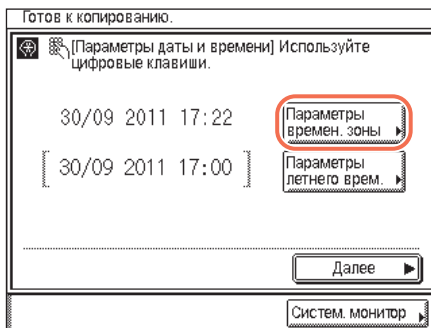 Готов к копированию.
[Параметры даты и времени] Используйте
цифровые клавиши.
30/09 2011 17:22
Параметры
времен. зоны
[ 30/09 2011 17:00 ]
Параметры
летнего врем.
Далее
Систем. монитор